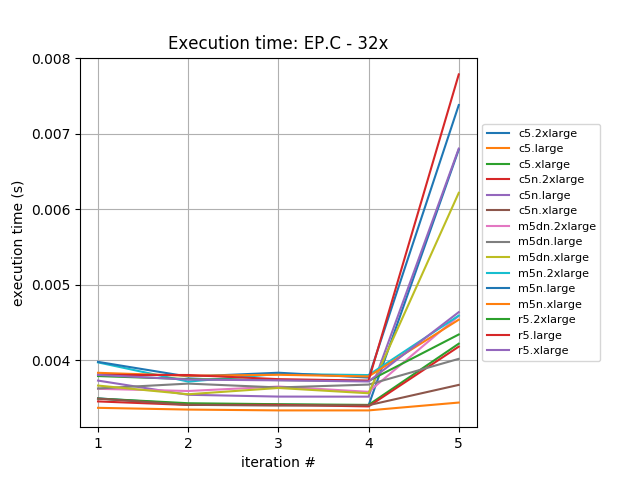 Execution time: EP.C - 32x
0.008
0.007
0.006
0.005
0.004
execution time (s)
1 2 3 4 5
iteration #
c5.2xlarge
c5.large
c5.xlarge
c5n.2xlarge
c5n.large
c5n.xlarge
m5dn.2xlarge
m5dn.large
m5dn.xlarge
m5n.2xlarge
m5n.large
m5n.xlarge
r5.2xlarge
r5.large
r5.xlarge